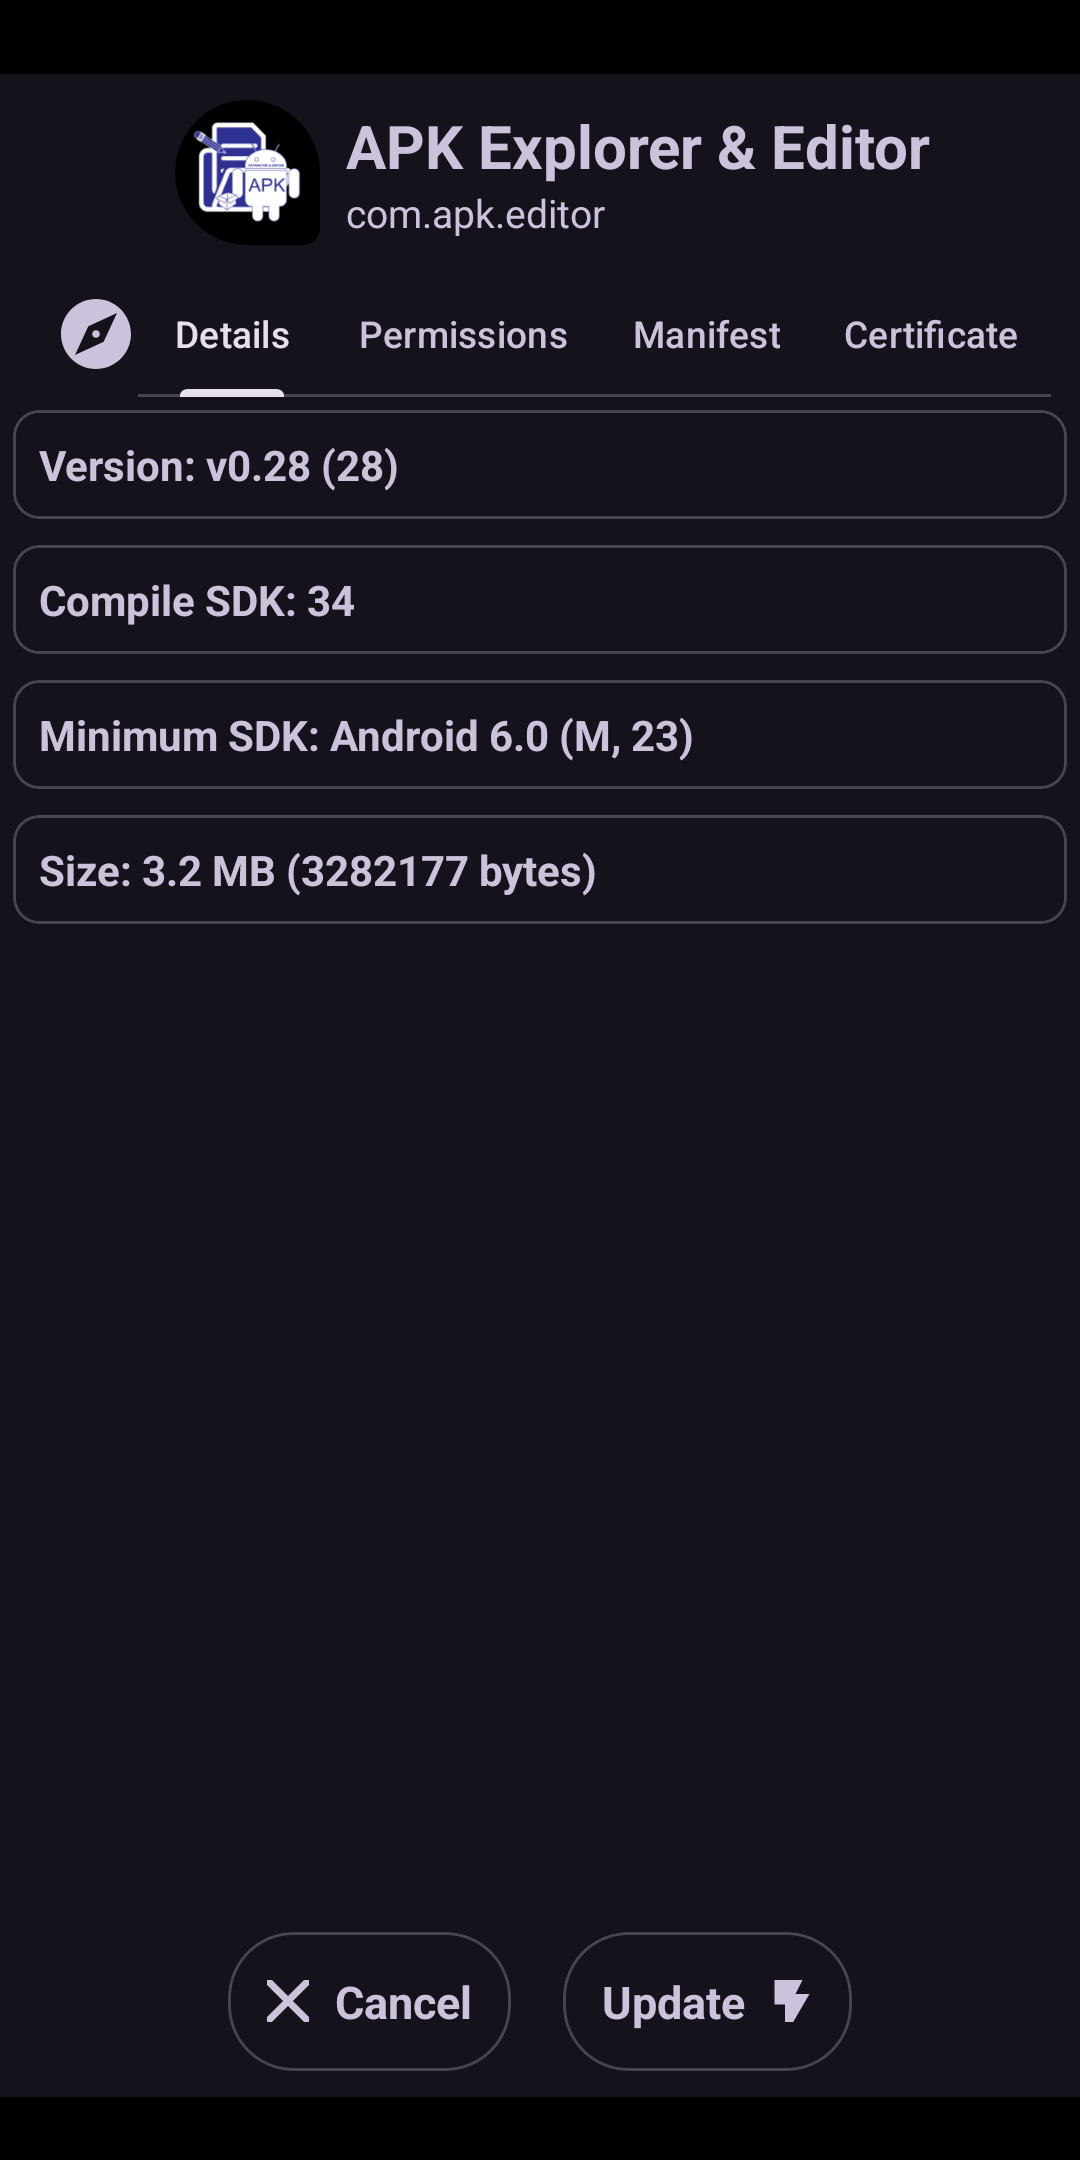 APK
APK Explorer & Editor
com.apk.editor
Details
Permissions
Manifest
Certificate
Version: v0.28 (28)
Compile SDK: 34
Minimum SDK: Android 6.0 (M, 23)
Size: 3.2 MB (3282177 bytes)
Cancel
Update